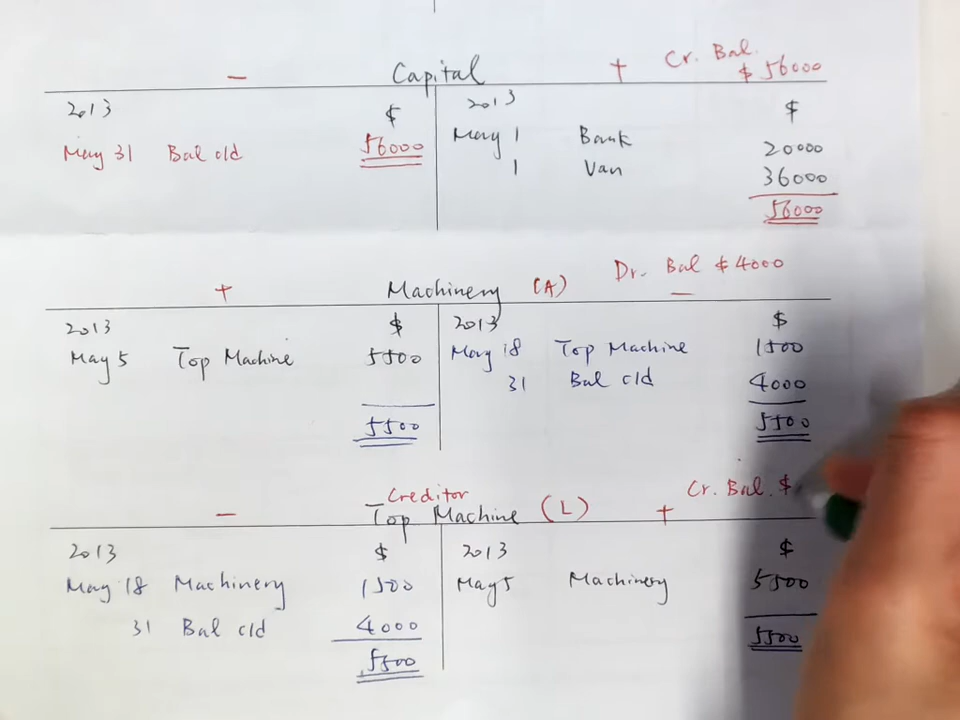 − Capital + Cr. Bal. $ 56000
2013 $ 2013 $
May 31 Bal c/d 56000 May 1 Bank 20000
1 Van 36000
56000
+ Machinery (A) − Dr. Bal $ 4000
2013 $ 2013 $
May 5 Top Machine 5500 May 18 Top Machine 1500
31 Bal c/d 4000
5500 5500
Creditor
− Top Machine (L) + Cr. Bal. $
2013 $ 2013 $
May 18 Machinery 1500 May 5 Machinery 5500
31 Bal c/d 4000
5500 5500